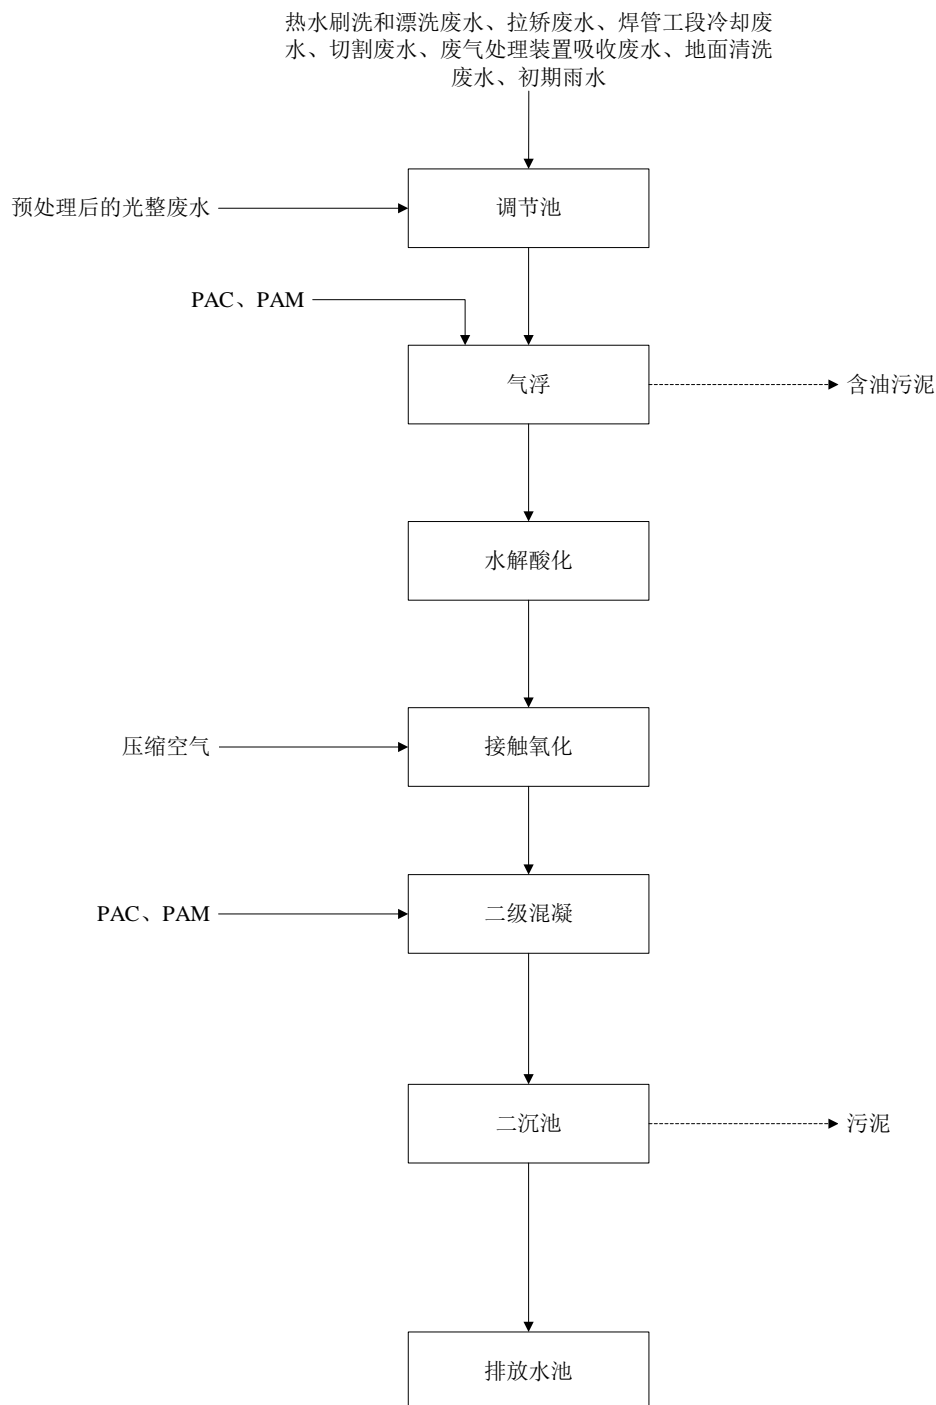 热水刷洗和漂洗废水、拉矫废水、焊管工段冷却废
水、切割废水、废气处理装置吸收废水、地面清洗
废水、初期雨水
预处理后的光整废水
调节池
PAC、PAM
气浮
含油污泥
水解酸化
压缩空气
接触氧化
PAC、PAM
二级混凝
二沉池
污泥
排放水池